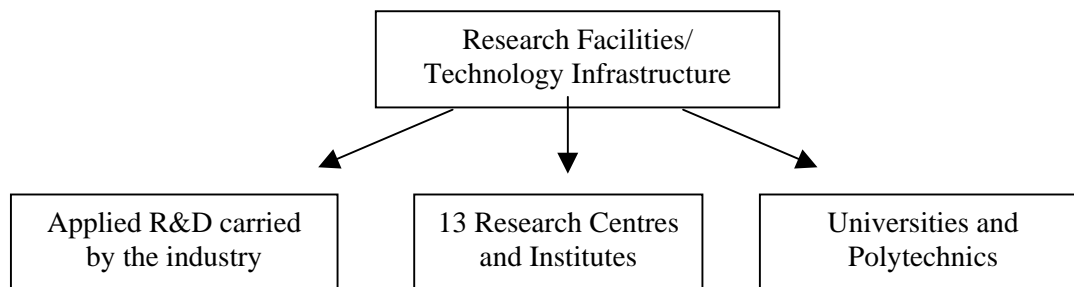 Research Facilities/
Technology Infrastructure
Applied R&D carried
by the industry
13 Research Centres
and Institutes
Universities and
Polytechnics